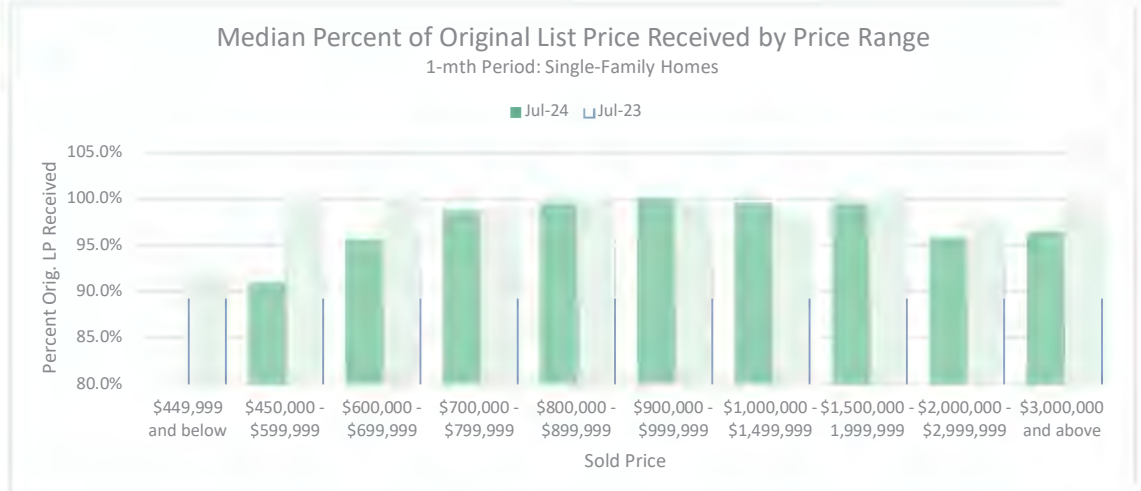 Median Percent of Original List Price Received by Price Range
1-mth Period: Single-Family Homes
Jul-24 Jul-23
Percent Orig. LP Received
105.0%
100.0%
95.0%
90.0%
85.0%
80.0%
$449,999 $450,000 - $600,000 - $700,000 - $800,000 - $900,000 - $1,000,000 - $1,500,000 - $2,000,000 - $3,000,000
and below $599,999 $699,999 $799,999 $899,999 $999,999 $1,499,999 1,999,999 $2,999,999 and above
Sold Price